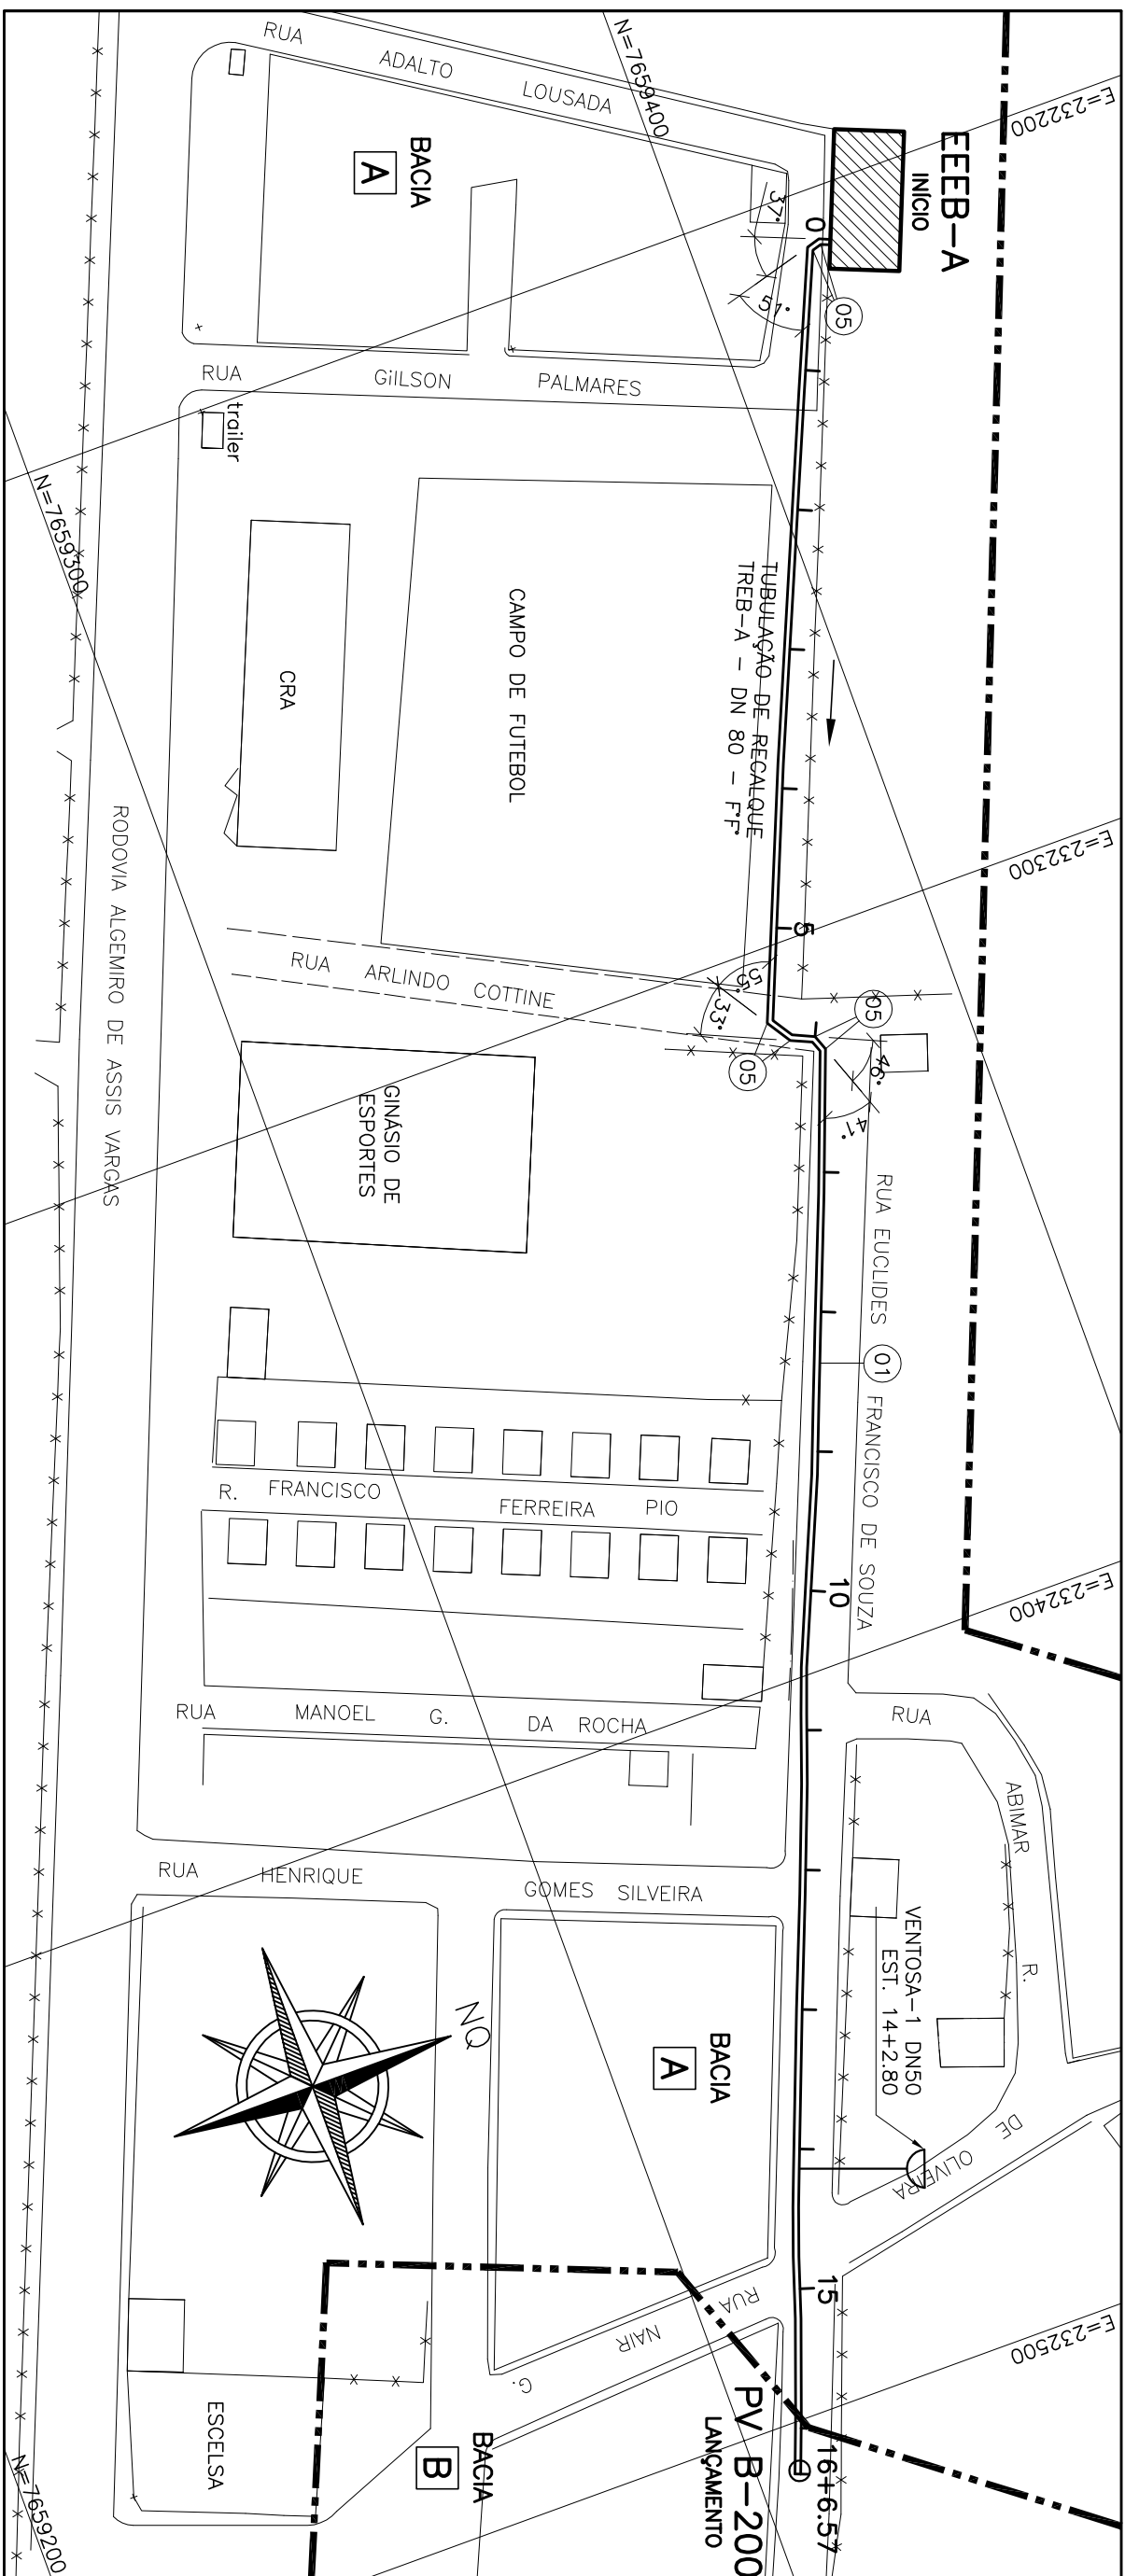 RUA ADALTO LOUSADA
N=7659400
E=232200
EEEB-A
INÍCIO
BACIA
A
37°
0
51°
05
RUA GiILSON PALMARES
trailer
N=7659300
TUBULAÇÃO DE RECALQUE
TREB-A - DN 80 - FºFº
CAMPO DE FUTEBOL
CRA
E=232300
5
RODOVIA ALGEMIRO DE ASSIS VARGAS
RUA ARLINDO COTTINE
55°
33°
05
05
46°
41°
GINÁSIO DE
ESPORTES
RUA EUCLIDES 01 FRANCISCO DE SOUZA
R. FRANCISCO FERREIRA PIO
10
E=232400
RUA MANOEL G. DA ROCHA
RUA ABIMAR R. DE OLIVEIRA
RUA HENRIQUE GOMES SILVEIRA
VENTOSA-1 DN50
EST. 14+2.80
NQ
BACIA
A
15
RUA NAIR G.
E=232500
PV B-200
LANÇAMENTO
16+6.57
BACIA
B
ESCELSA
N=7659200